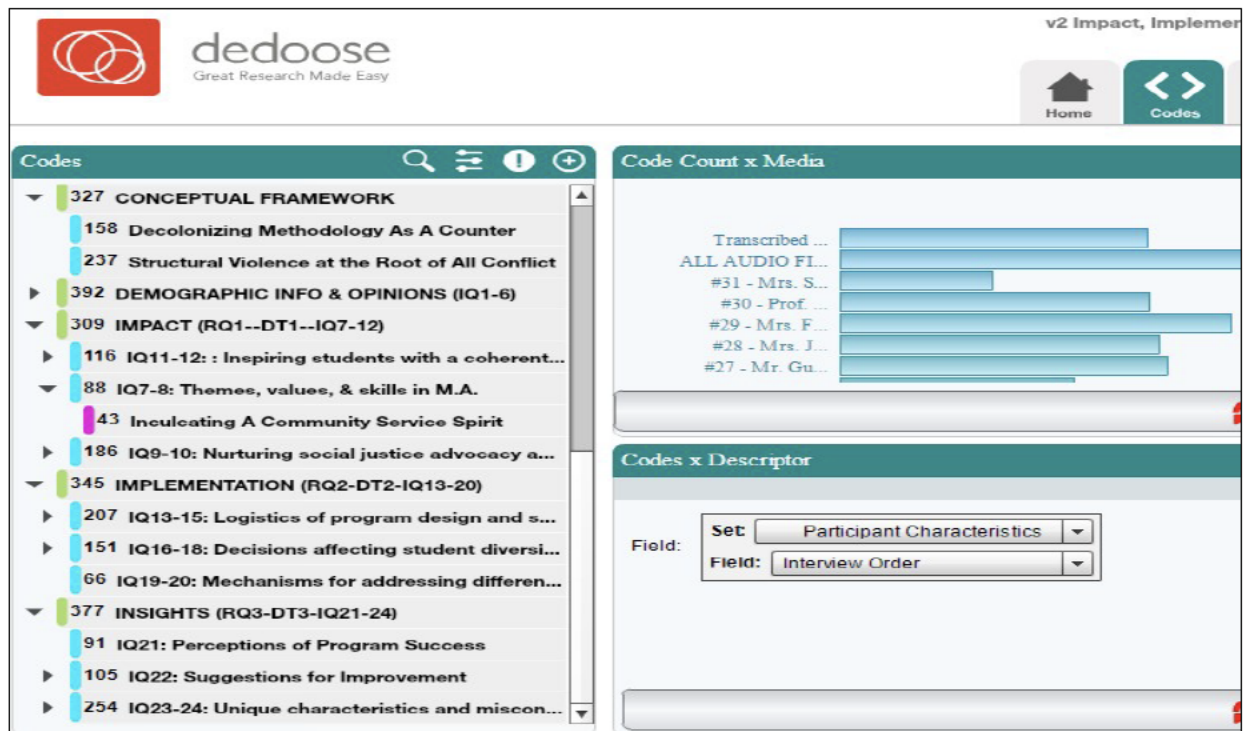 dedoose
Great Research Made Easy
v2 Impact, Implemen
Home
Codes
Codes
327 CONCEPTUAL FRAMEWORK
158 Decolonizing Methodology As A Counter
237 Structural Violence at the Root of All Conflict
392 DEMOGRAPHIC INFO & OPINIONS (IQ1-6)
309 IMPACT (RQ1--DT1--IQ7-12)
116 IQ11-12: : Inspiring students with a coherent...
88 IQ7-8: Themes, values, & skills in M.A.
43 Inculcating A Community Service Spirit
186 IQ9-10: Nurturing social justice advocacy a...
345 IMPLEMENTATION (RQ2-DT2-IQ13-20)
207 IQ13-15: Logistics of program design and s...
151 IQ16-18: Decisions affecting student diversi...
66 IQ19-20: Mechanisms for addressing differen...
377 INSIGHTS (RQ3-DT3-IQ21-24)
91 IQ21: Perceptions of Program Success
105 IQ22: Suggestions for Improvement
254 IQ23-24: Unique characteristics and miscon...
Code Count x Media
Transcribed ...
ALL AUDIO FI...
#31 - Mrs. S...
#30 - Prof. ...
#29 - Mrs. F...
#28 - Mrs. J...
#27 - Mr. Gu...
Codes x Descriptor
Field:
Set: Participant Characteristics
Field: Interview Order